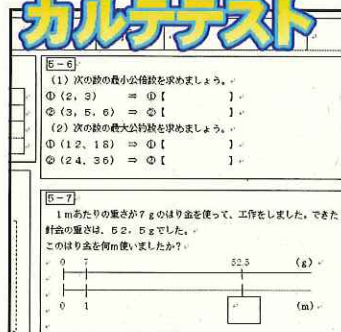 カルテテスト
5-6
(1) 次の数の最小公倍数を求めましょう。
① (2, 3) ⇒ ①【 】
② (3, 5, 6) ⇒ ②【 】
(2) 次の数の最大公約数を求めましょう。
① (12, 18) ⇒ ①【 】
② (24, 36) ⇒ ②【 】
5-7
1mあたりの重さが7gのはり金を使って、工作をしました。できた
針金の重さは、52.5gでした。
このはり金を何m使いましたか?
0 7 52.5 (g)
0 1 (m)